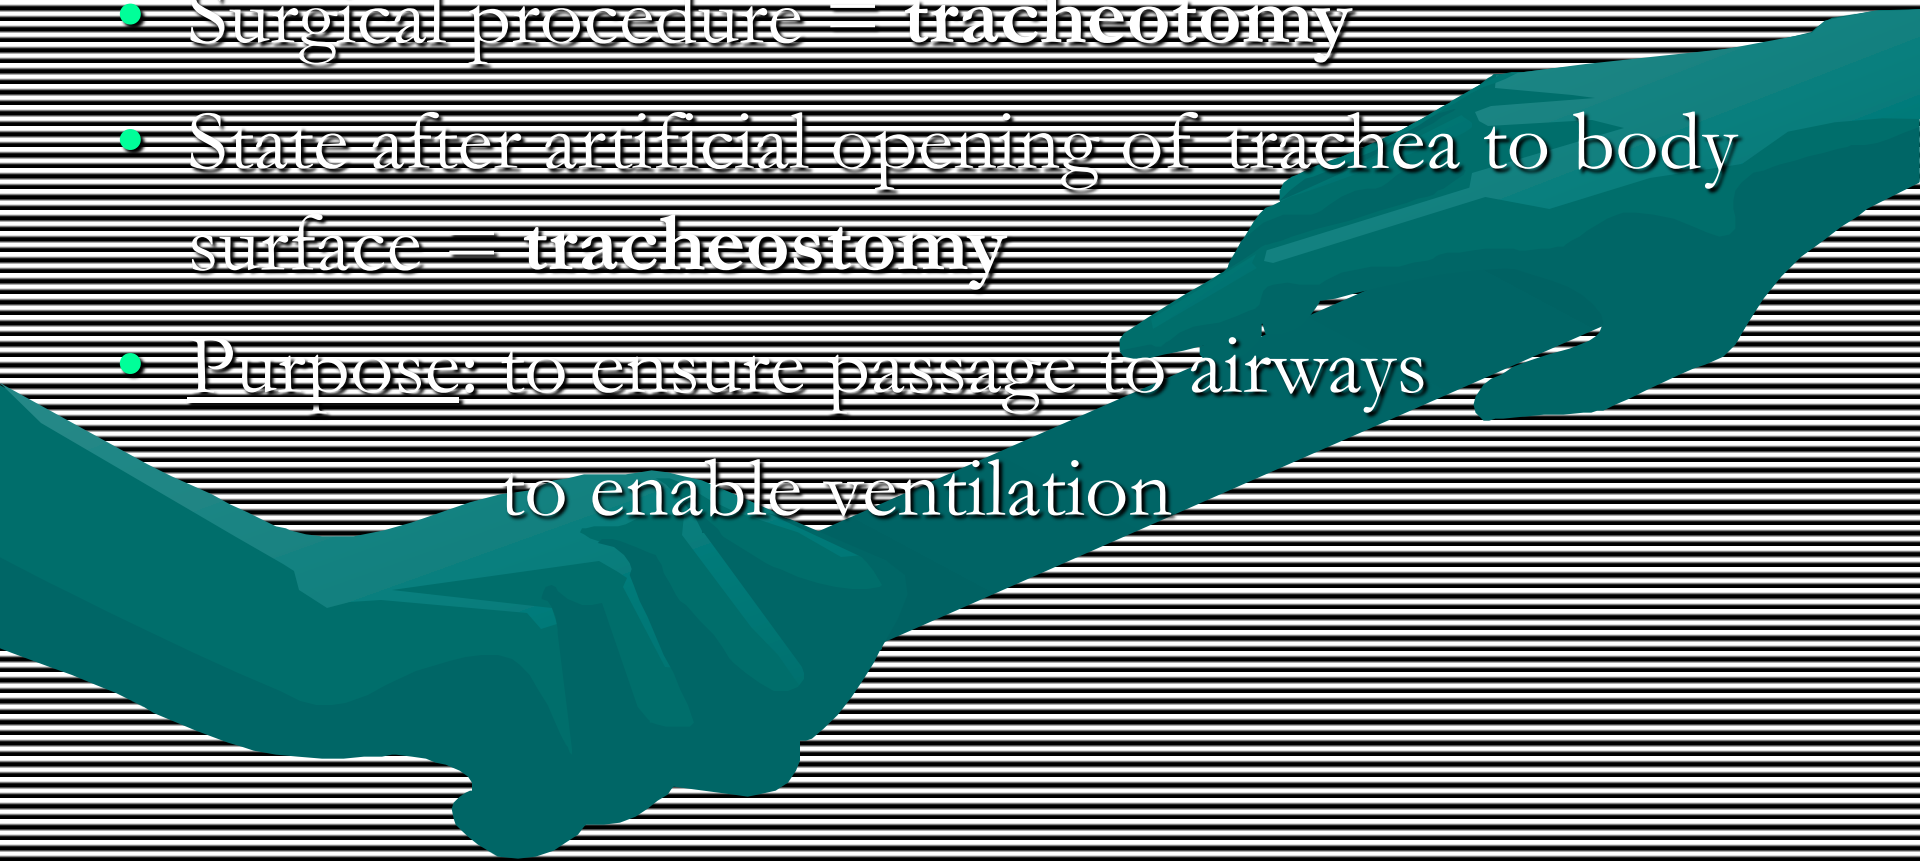 • Surgical procedure = tracheotomy
• State after artificial opening of trachea to body
surface = tracheostomy
• Purpose: to ensure passage to airways
to enable ventilation